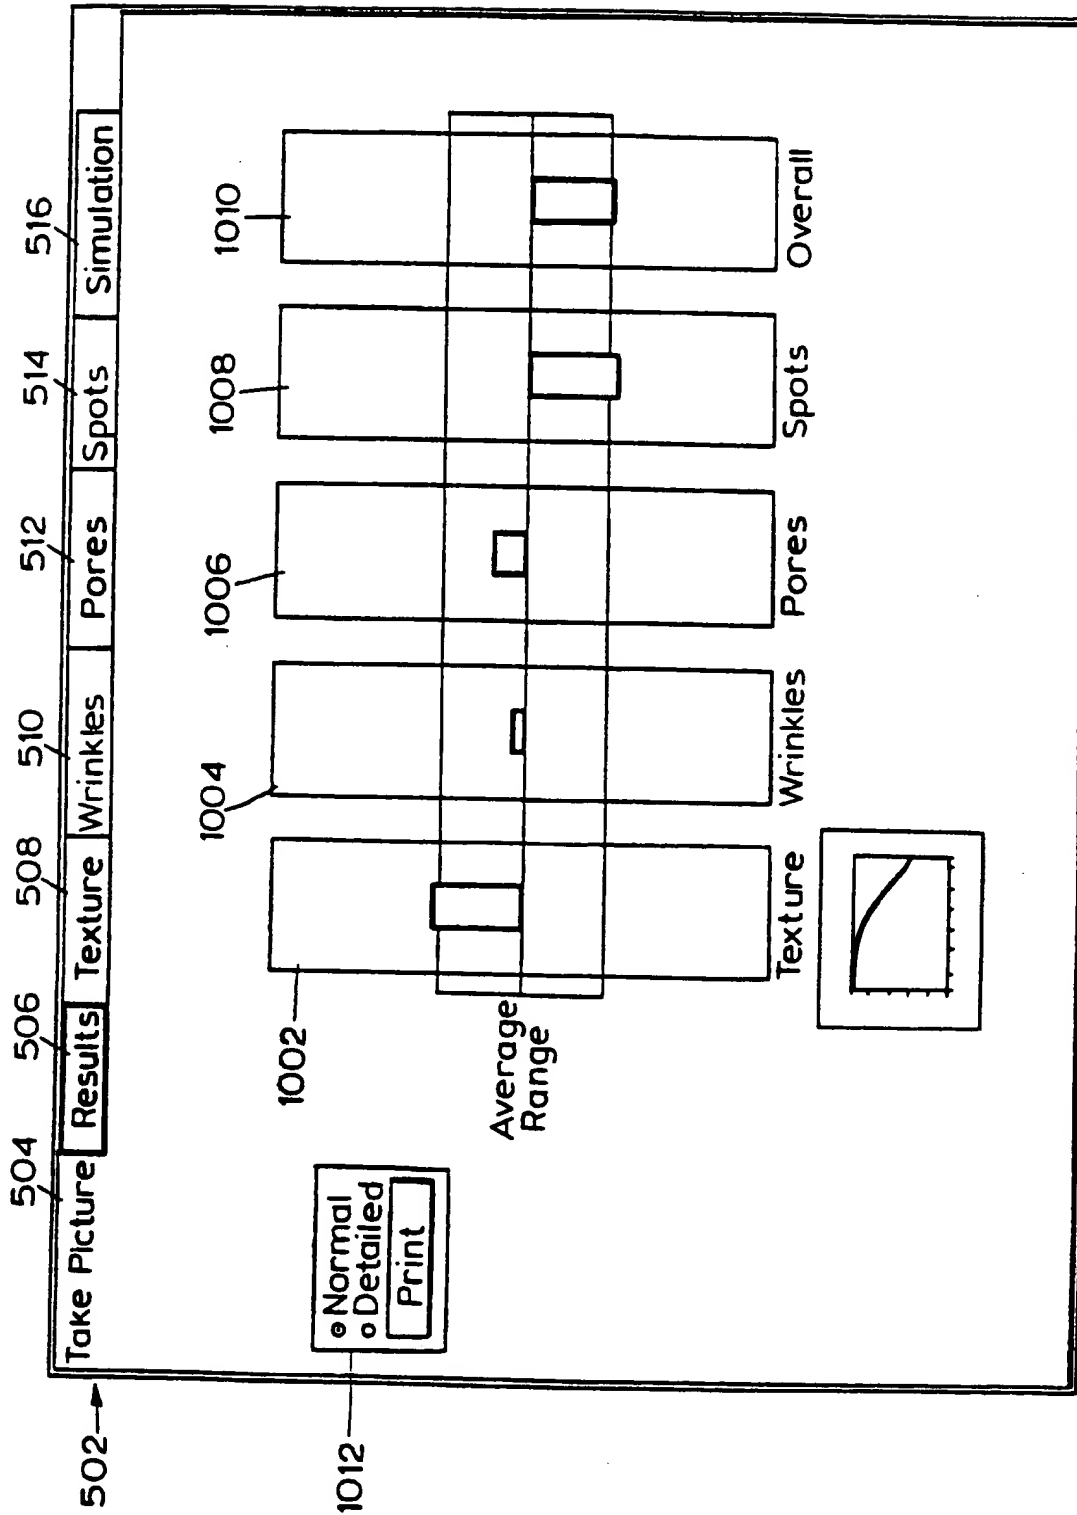 504 506 508 510 512 514 516
502
Take Picture Results Texture Wrinkles Pores Spots Simulation
1002 1004 1006 1008 1010
1012
Normal
Detailed
Print
Average
Range
Texture Wrinkles Pores Spots Overall